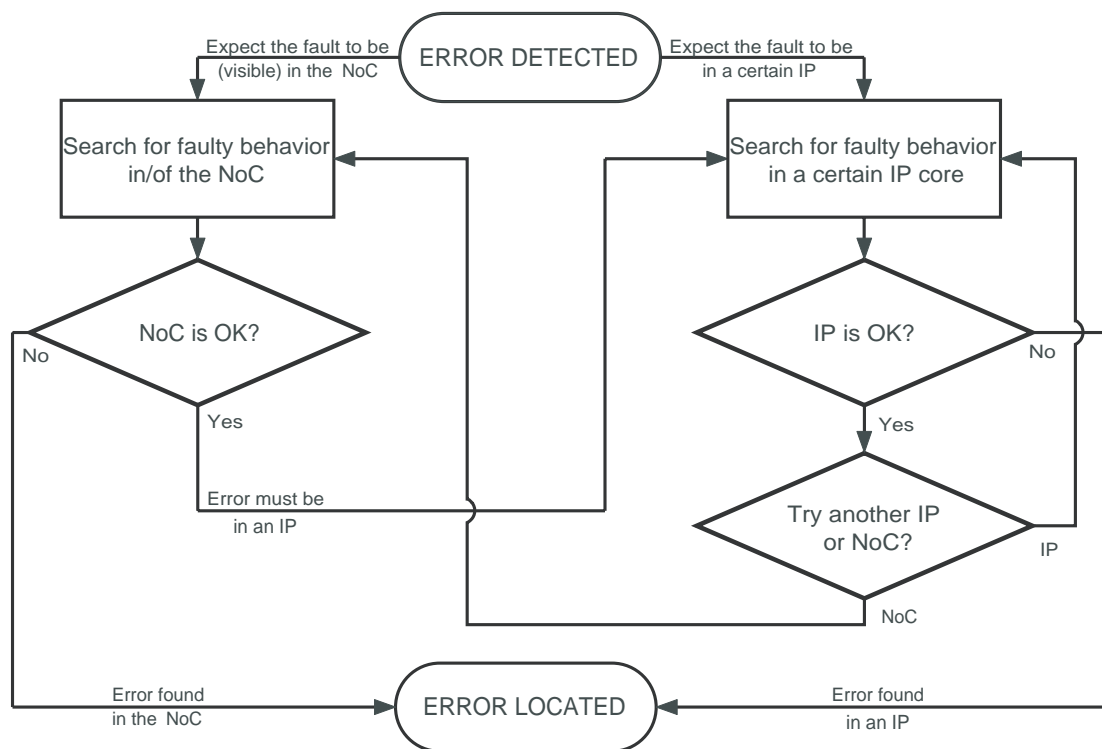 Expect the fault to be
(visible) in the NoC
ERROR DETECTED
Expect the fault to be
in a certain IP
Search for faulty behavior
in/of the NoC
Search for faulty behavior
in a certain IP core
NoC is OK?
No
Yes
IP is OK?
No
Yes
Error must be
in an IP
Try another IP
or NoC?
IP
NoC
Error found
in the NoC
ERROR LOCATED
Error found
in an IP